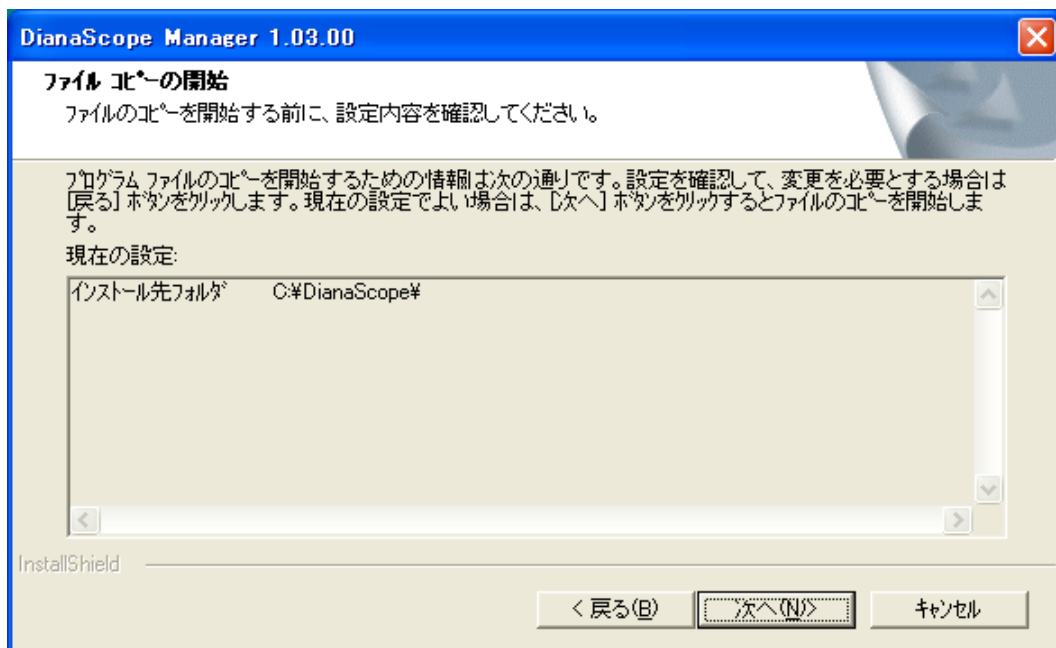 DianaScope Manager 1.03.00
ファイル コピーの開始
ファイルのコピーを開始する前に、設定内容を確認してください。
プログラム ファイルのコピーを開始するための情報は次の通りです。設定を確認して、変更を必要とする場合は
[戻る] ボタンをクリックします。現在の設定でよい場合は、[次へ] ボタンをクリックするとファイルのコピーを開始しま
す。
現在の設定:
インストール先フォルダ C:¥DianaScope¥
InstallShield
< 戻る(B)
次へ(N)>
キャンセル